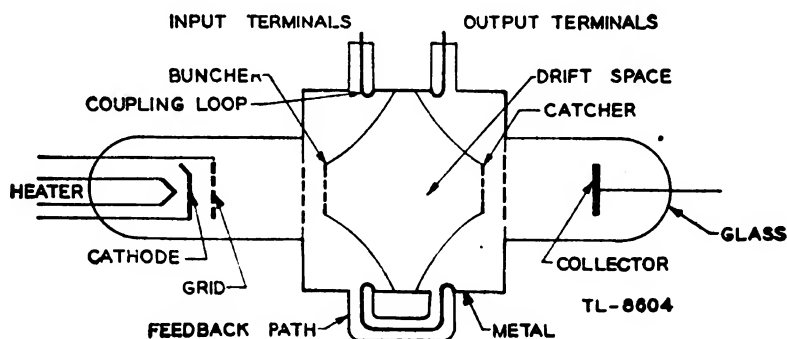 INPUT TERMINALS
OUTPUT TERMINALS
BUNCHER
DRIFT SPACE
COUPLING LOOP
CATCHER
HEATER
GLASS
CATHODE
COLLECTOR
GRID
TL-8604
FEEDBACK PATH
METAL